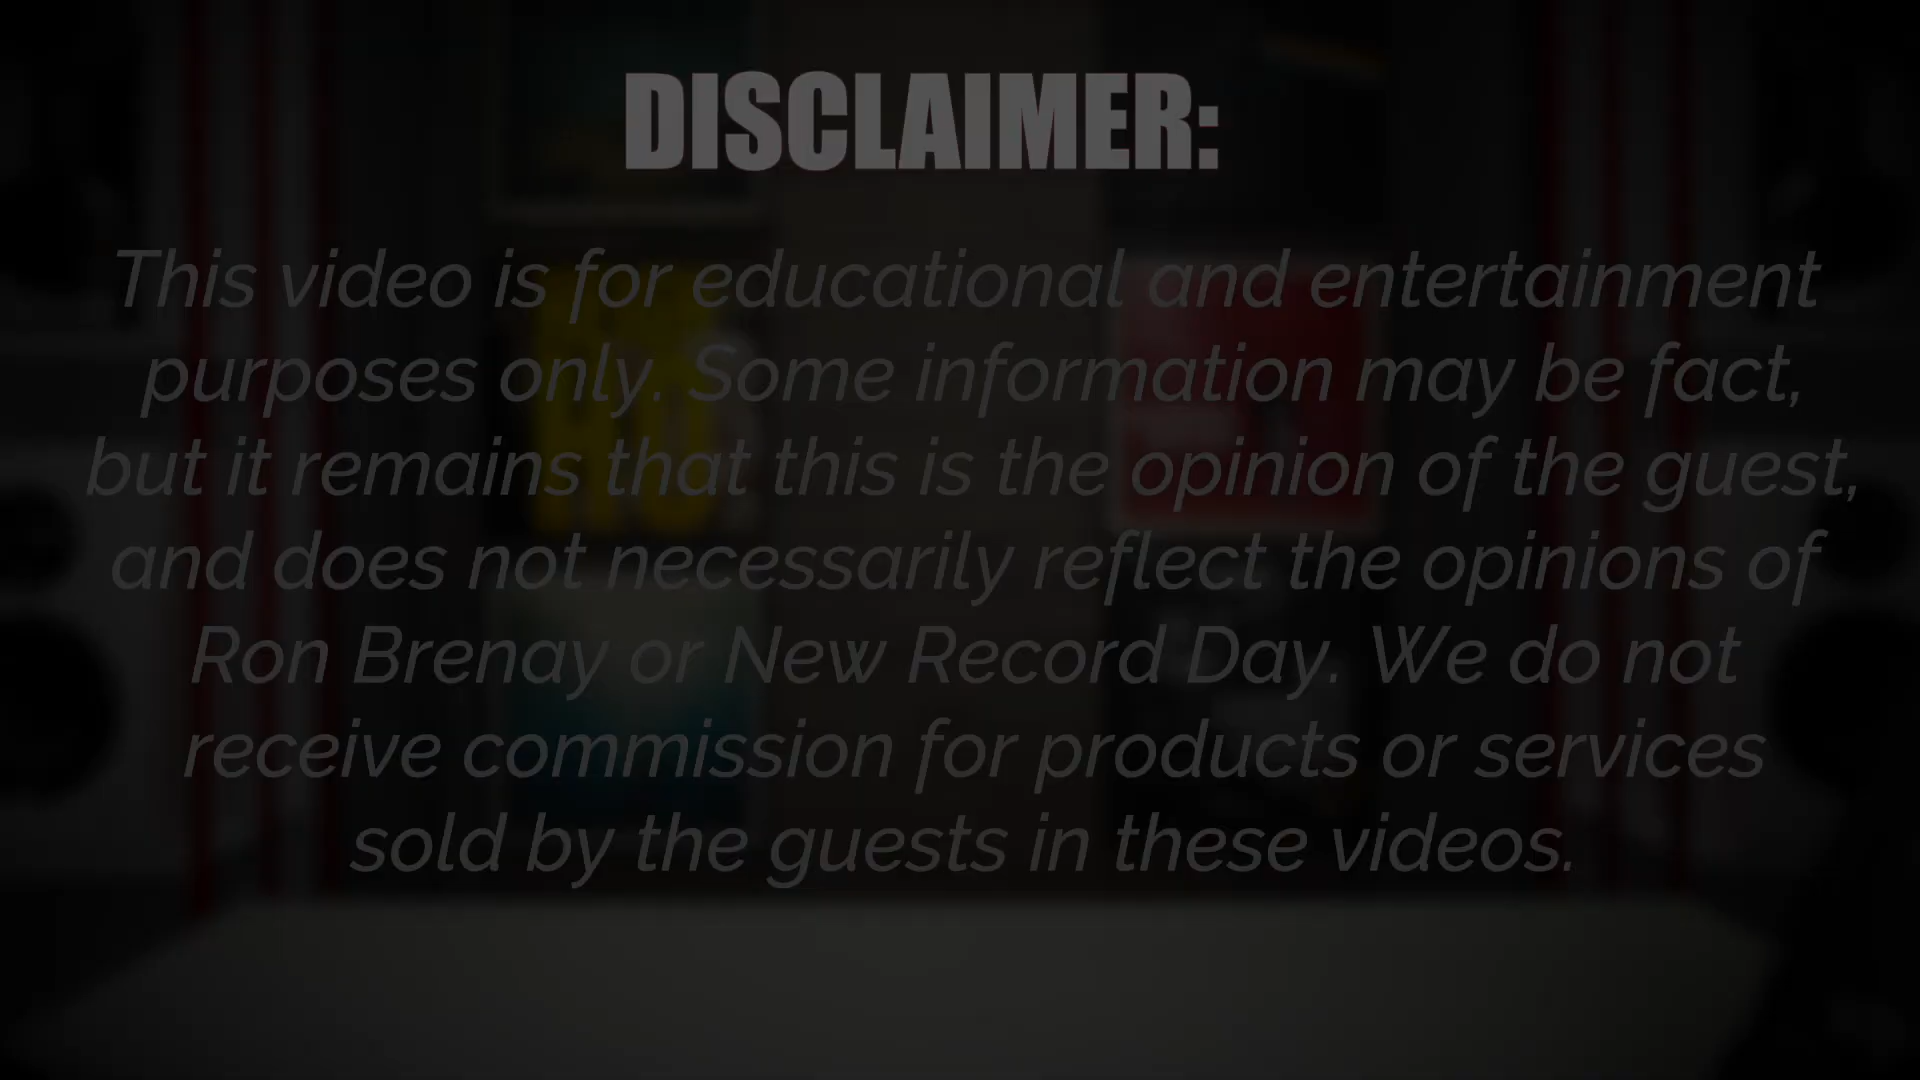 DISCLAIMER:
This video is for educational and entertainment
purposes only. Some information may be fact,
but it remains that this is the opinion of the guest,
and does not necessarily reflect the opinions of
Ron Brenay or New Record Day. We do not
receive commission for products or services
sold by the guests in these videos.